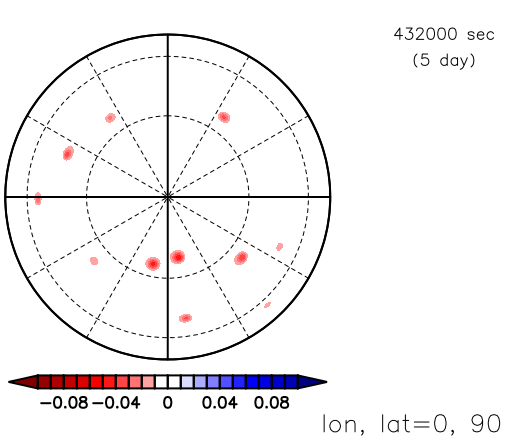 432000 sec
(5 day)
−0.08 −0.04 0 0.04 0.08
lon, lat=0, 90